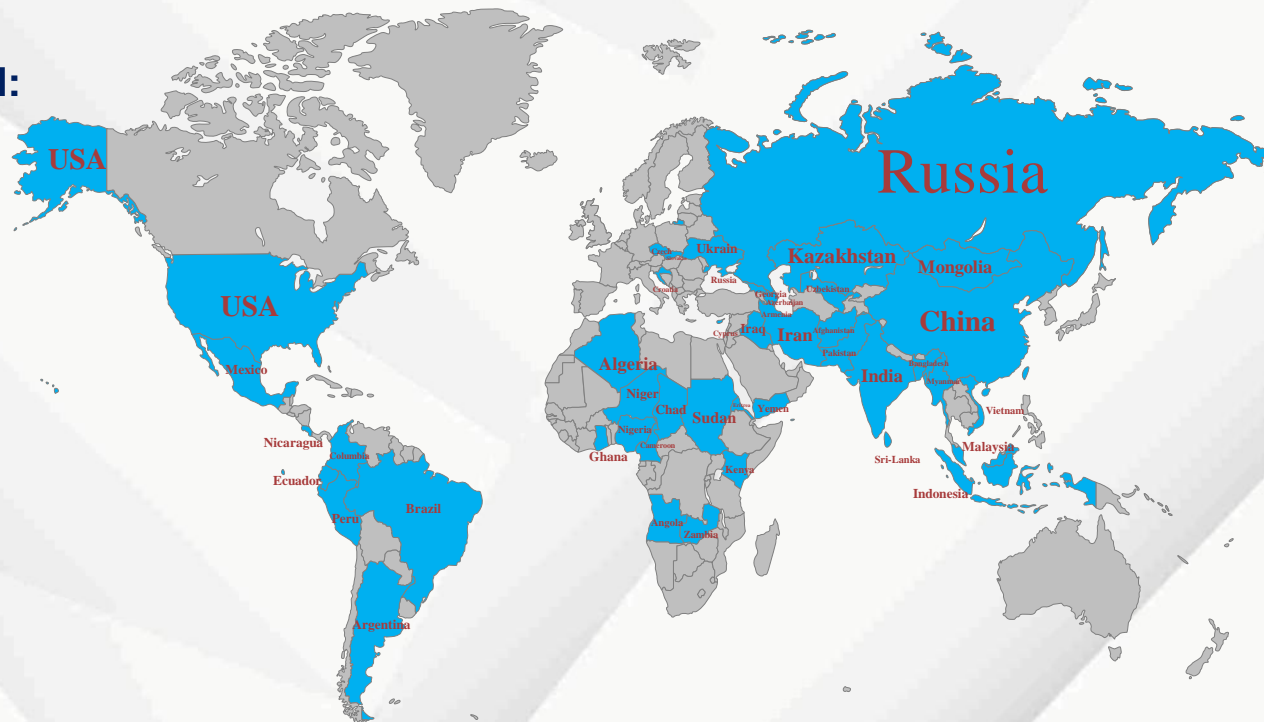 l:
USA
Russia
Ukrain
Czech
Kazakhstan
Mongolia
Russia
Croatia
Georgia
Uzbekistan
Azerbaijan
USA
Armenia
China
Cyprus
Iraq
Iran
Afghanistan
Pakistan
Algeria
Bangladesh
Mexico
India
Myanmar
Niger
Chad
Sudan
Eritrea
Yemen
Vietnam
Nigeria
Nicaragua
Cameroon
Malaysia
Columbia
Ghana
Sri-Lanka
Kenya
Ecuador
Indonesia
Brazil
Peru
Angola
Zambia
Argentina